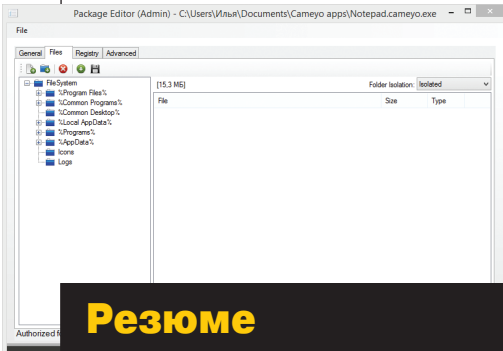 Package Editor (Admin) - C:\Users\Илья\Documents\Cameyo apps\Notepad.cameyo.exe
File
General Files Registry Advanced
FileSystem
%Program Files%
%Common Programs%
%Common Desktop%
%Local AppData%
%Programs%
%AppData%
Icons
Logs
[15,3 МБ] Folder Isolation: Isolated
File Size Type
Authorized
Резюме